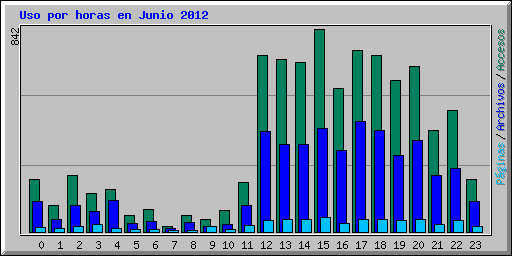 Uso por horas en Junio 2012
842
Páginas / Archivos / Accesos
0 1 2 3 4 5 6 7 8 9 10 11 12 13 14 15 16 17 18 19 20 21 22 23